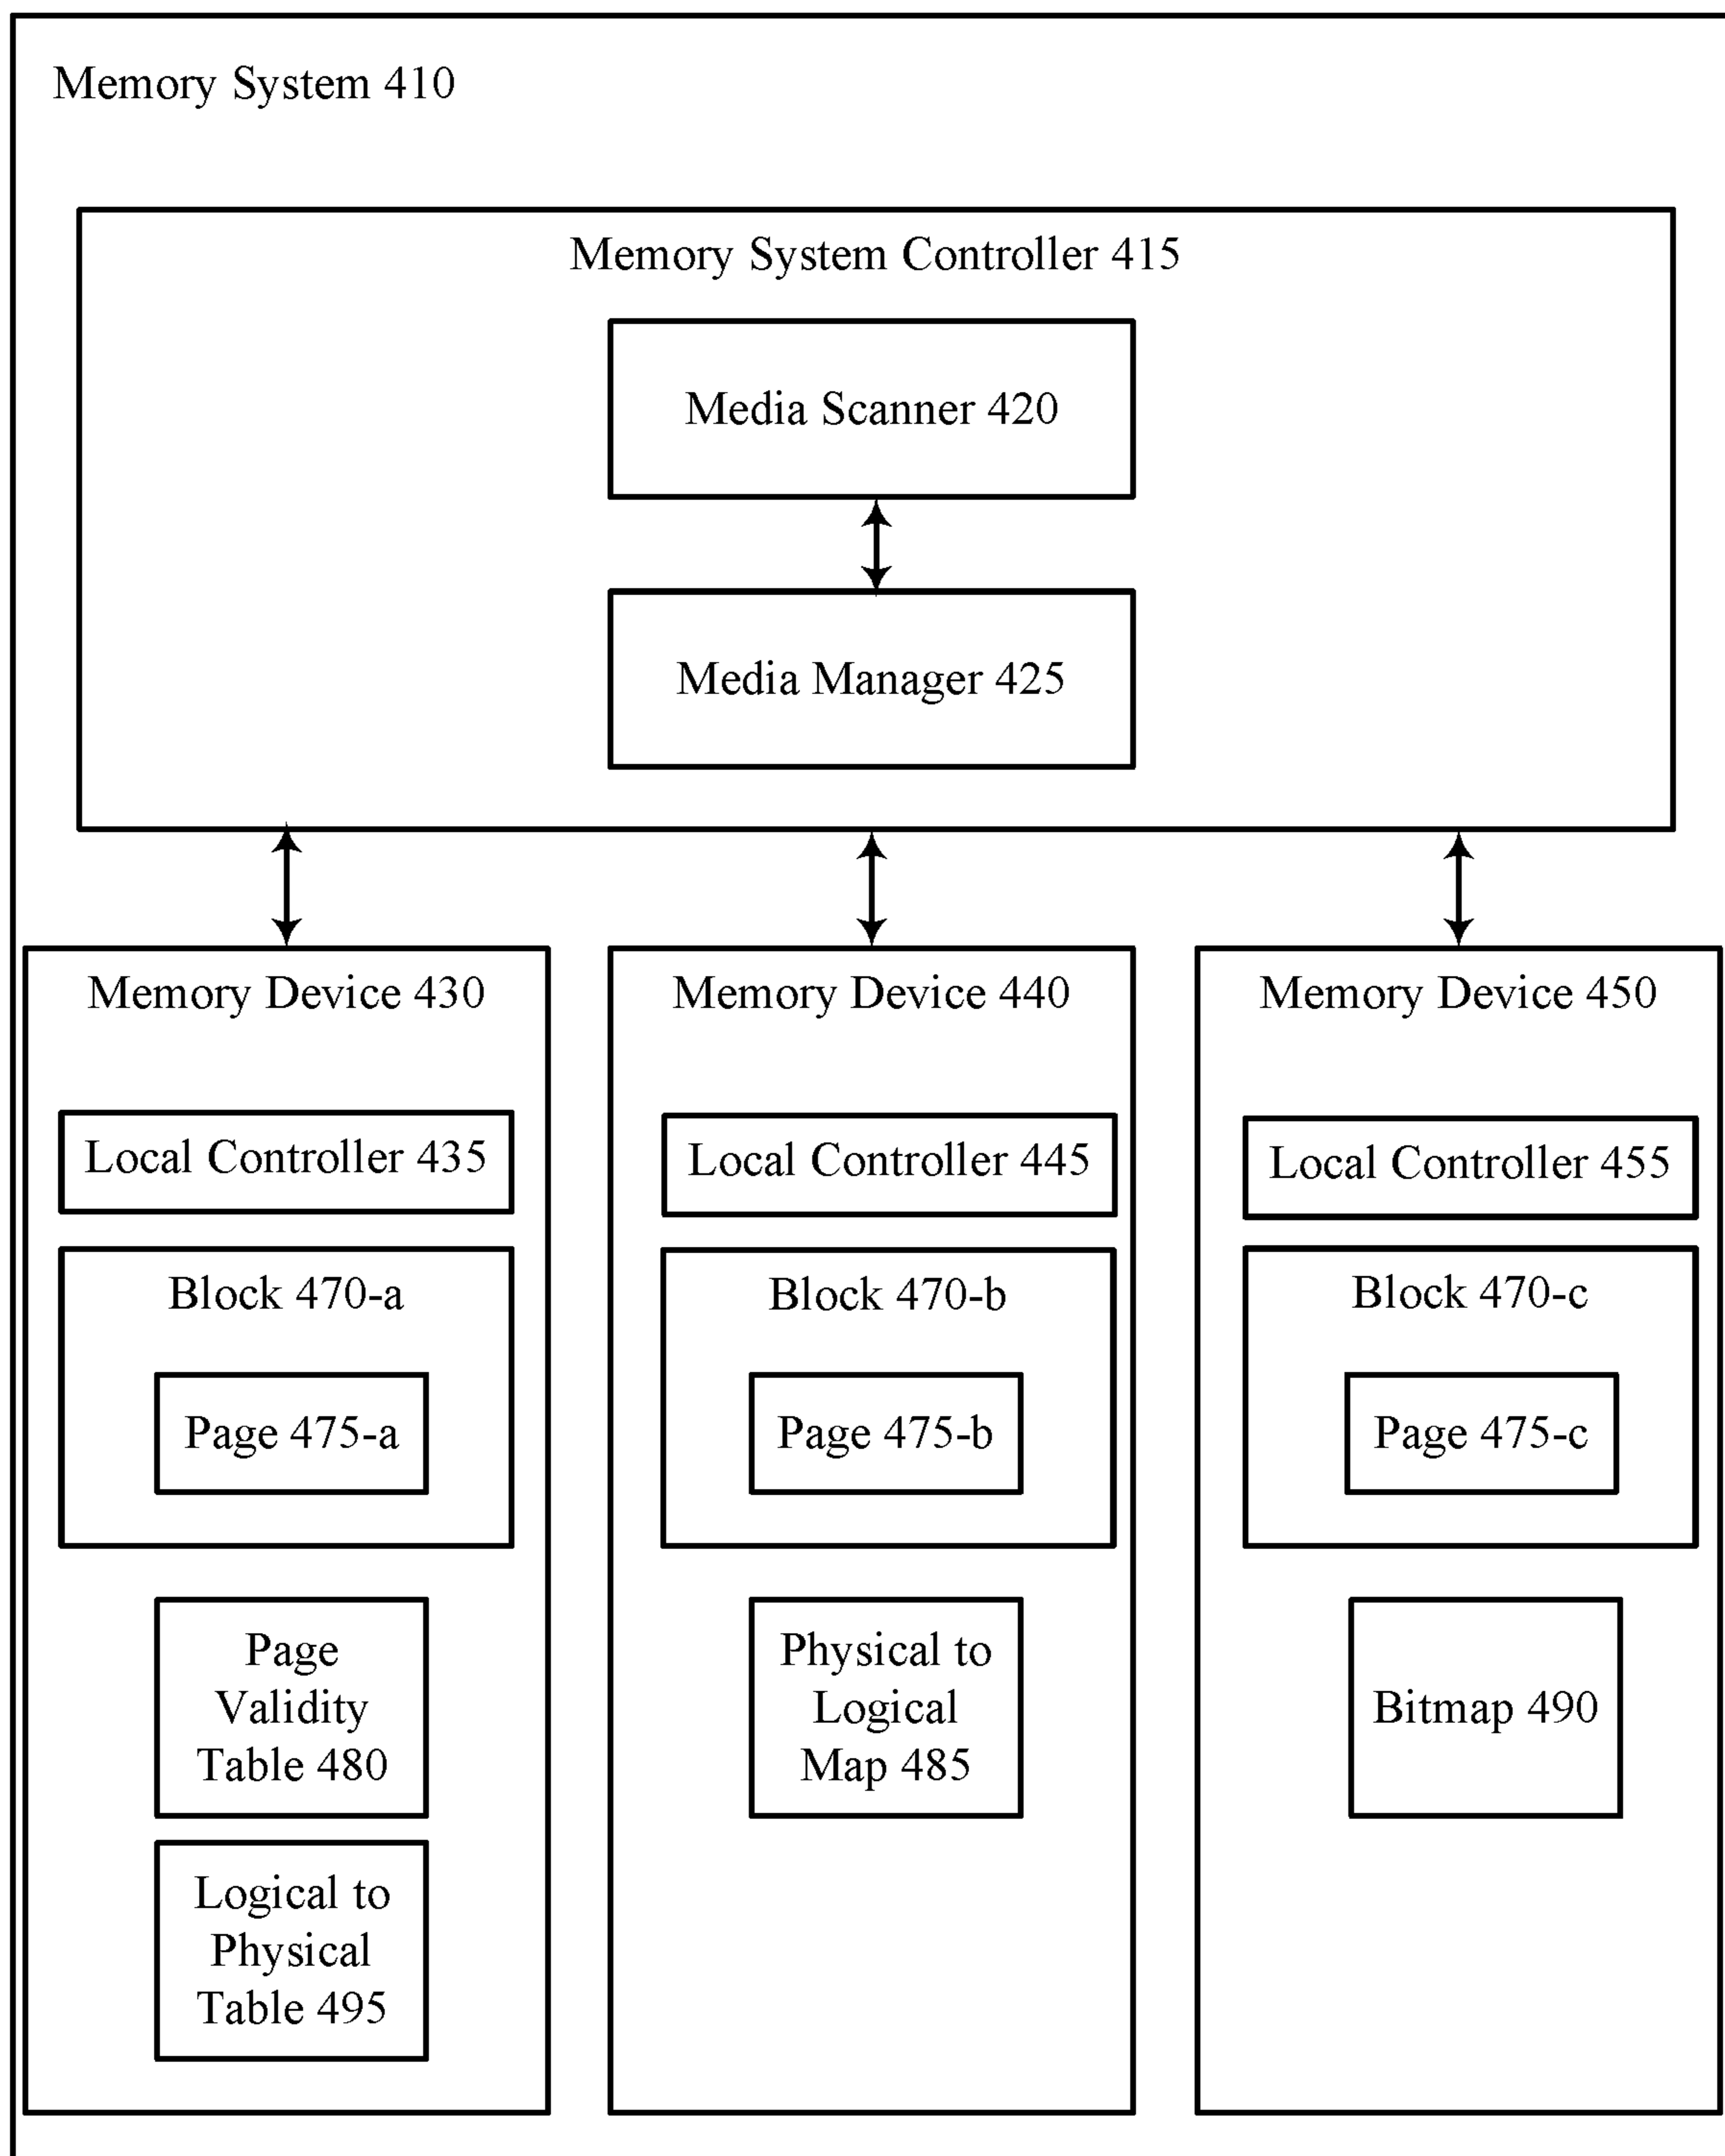 Memory System 410
Memory System Controller 415
Media Scanner 420
Media Manager 425
Memory Device 430
Local Controller 435
Block 470-a
Page 475-a
Page
Validity
Table 480
Logical to
Physical
Table 495
Memory Device 440
Local Controller 445
Block 470-b
Page 475-b
Physical to
Logical
Map 485
Memory Device 450
Local Controller 455
Block 470-c
Page 475-c
Bitmap 490